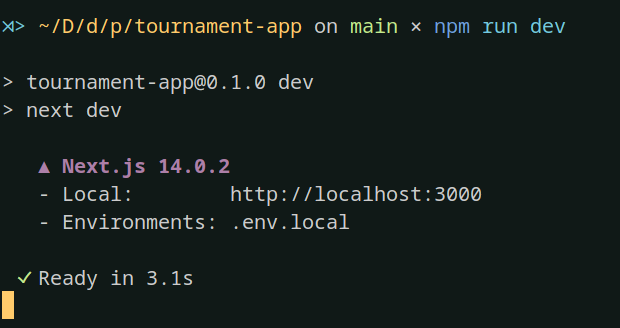 ⋊> ~/D/d/p/tournament-app on main ⨯ npm run dev
> tournament-app@0.1.0 dev
> next dev
▲ Next.js 14.0.2
- Local: http://localhost:3000
- Environments: .env.local
✓ Ready in 3.1s